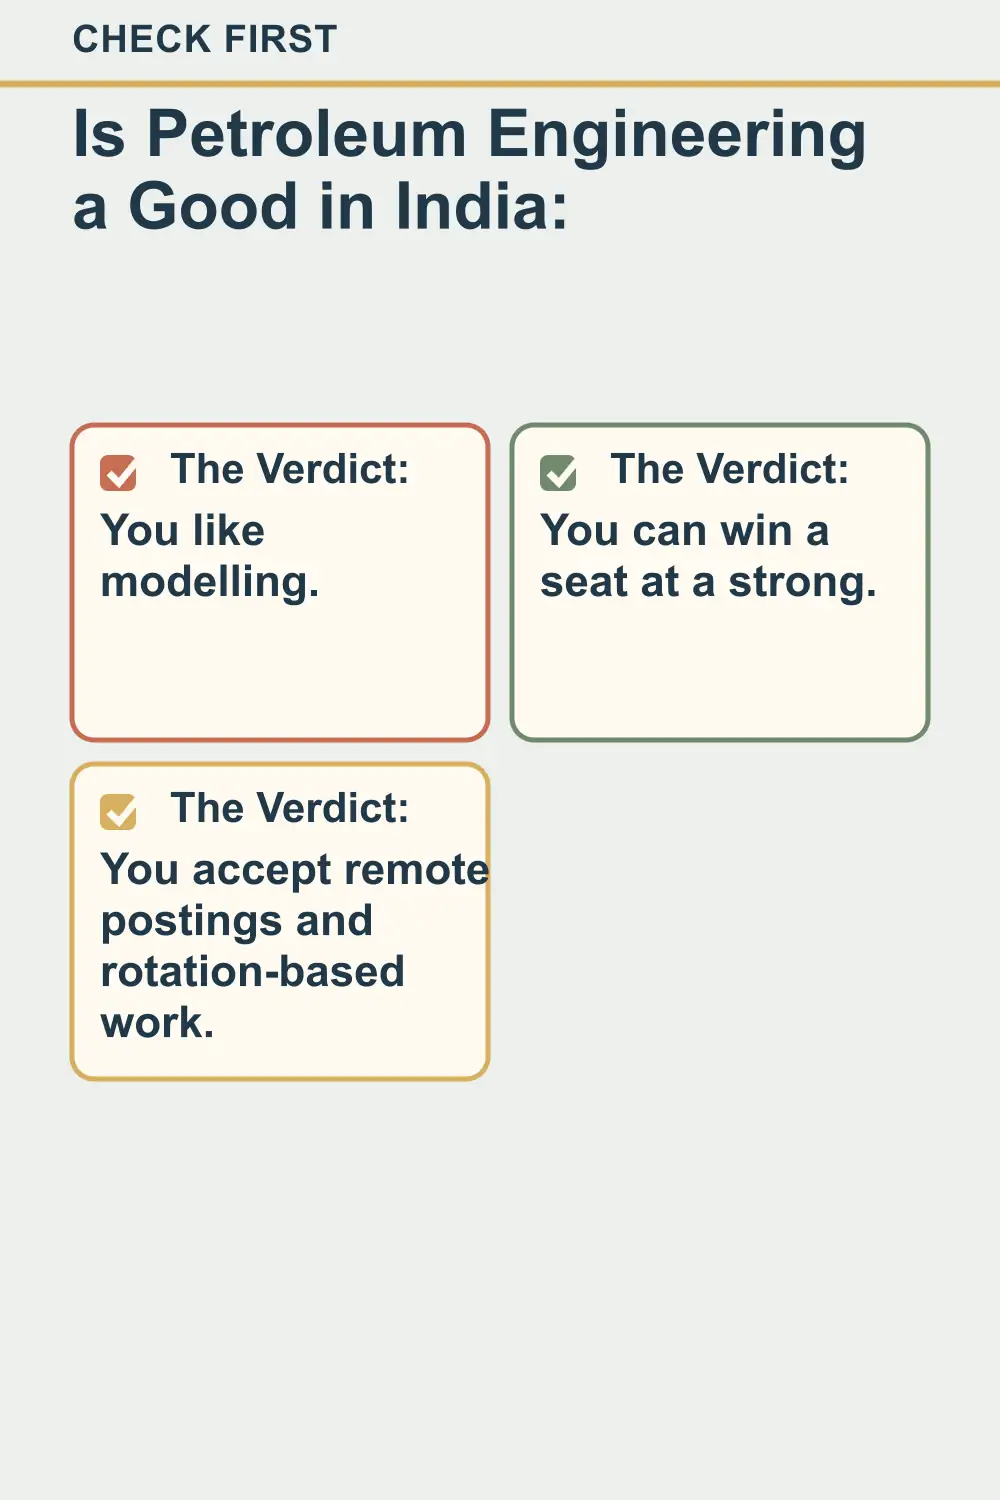 CHECK FIRST
Is Petroleum Engineering
a Good in India:
The Verdict:
You like
modelling.
The Verdict:
You can win a
seat at a strong.
The Verdict:
You accept remote
postings and
rotation-based
work.